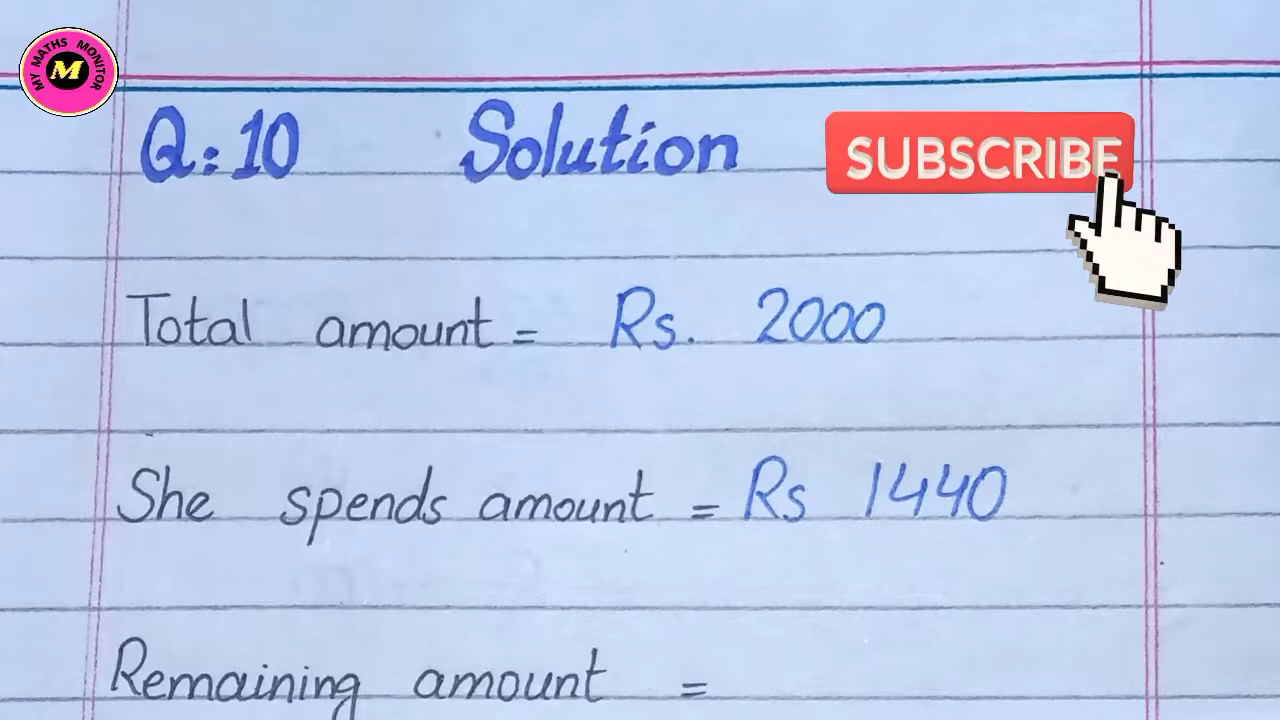 MY MATHS MONITOR
M
Q:10 Solution
SUBSCRIBE
Total amount = Rs. 2000
She spends amount = Rs 1440
Remaining amount =